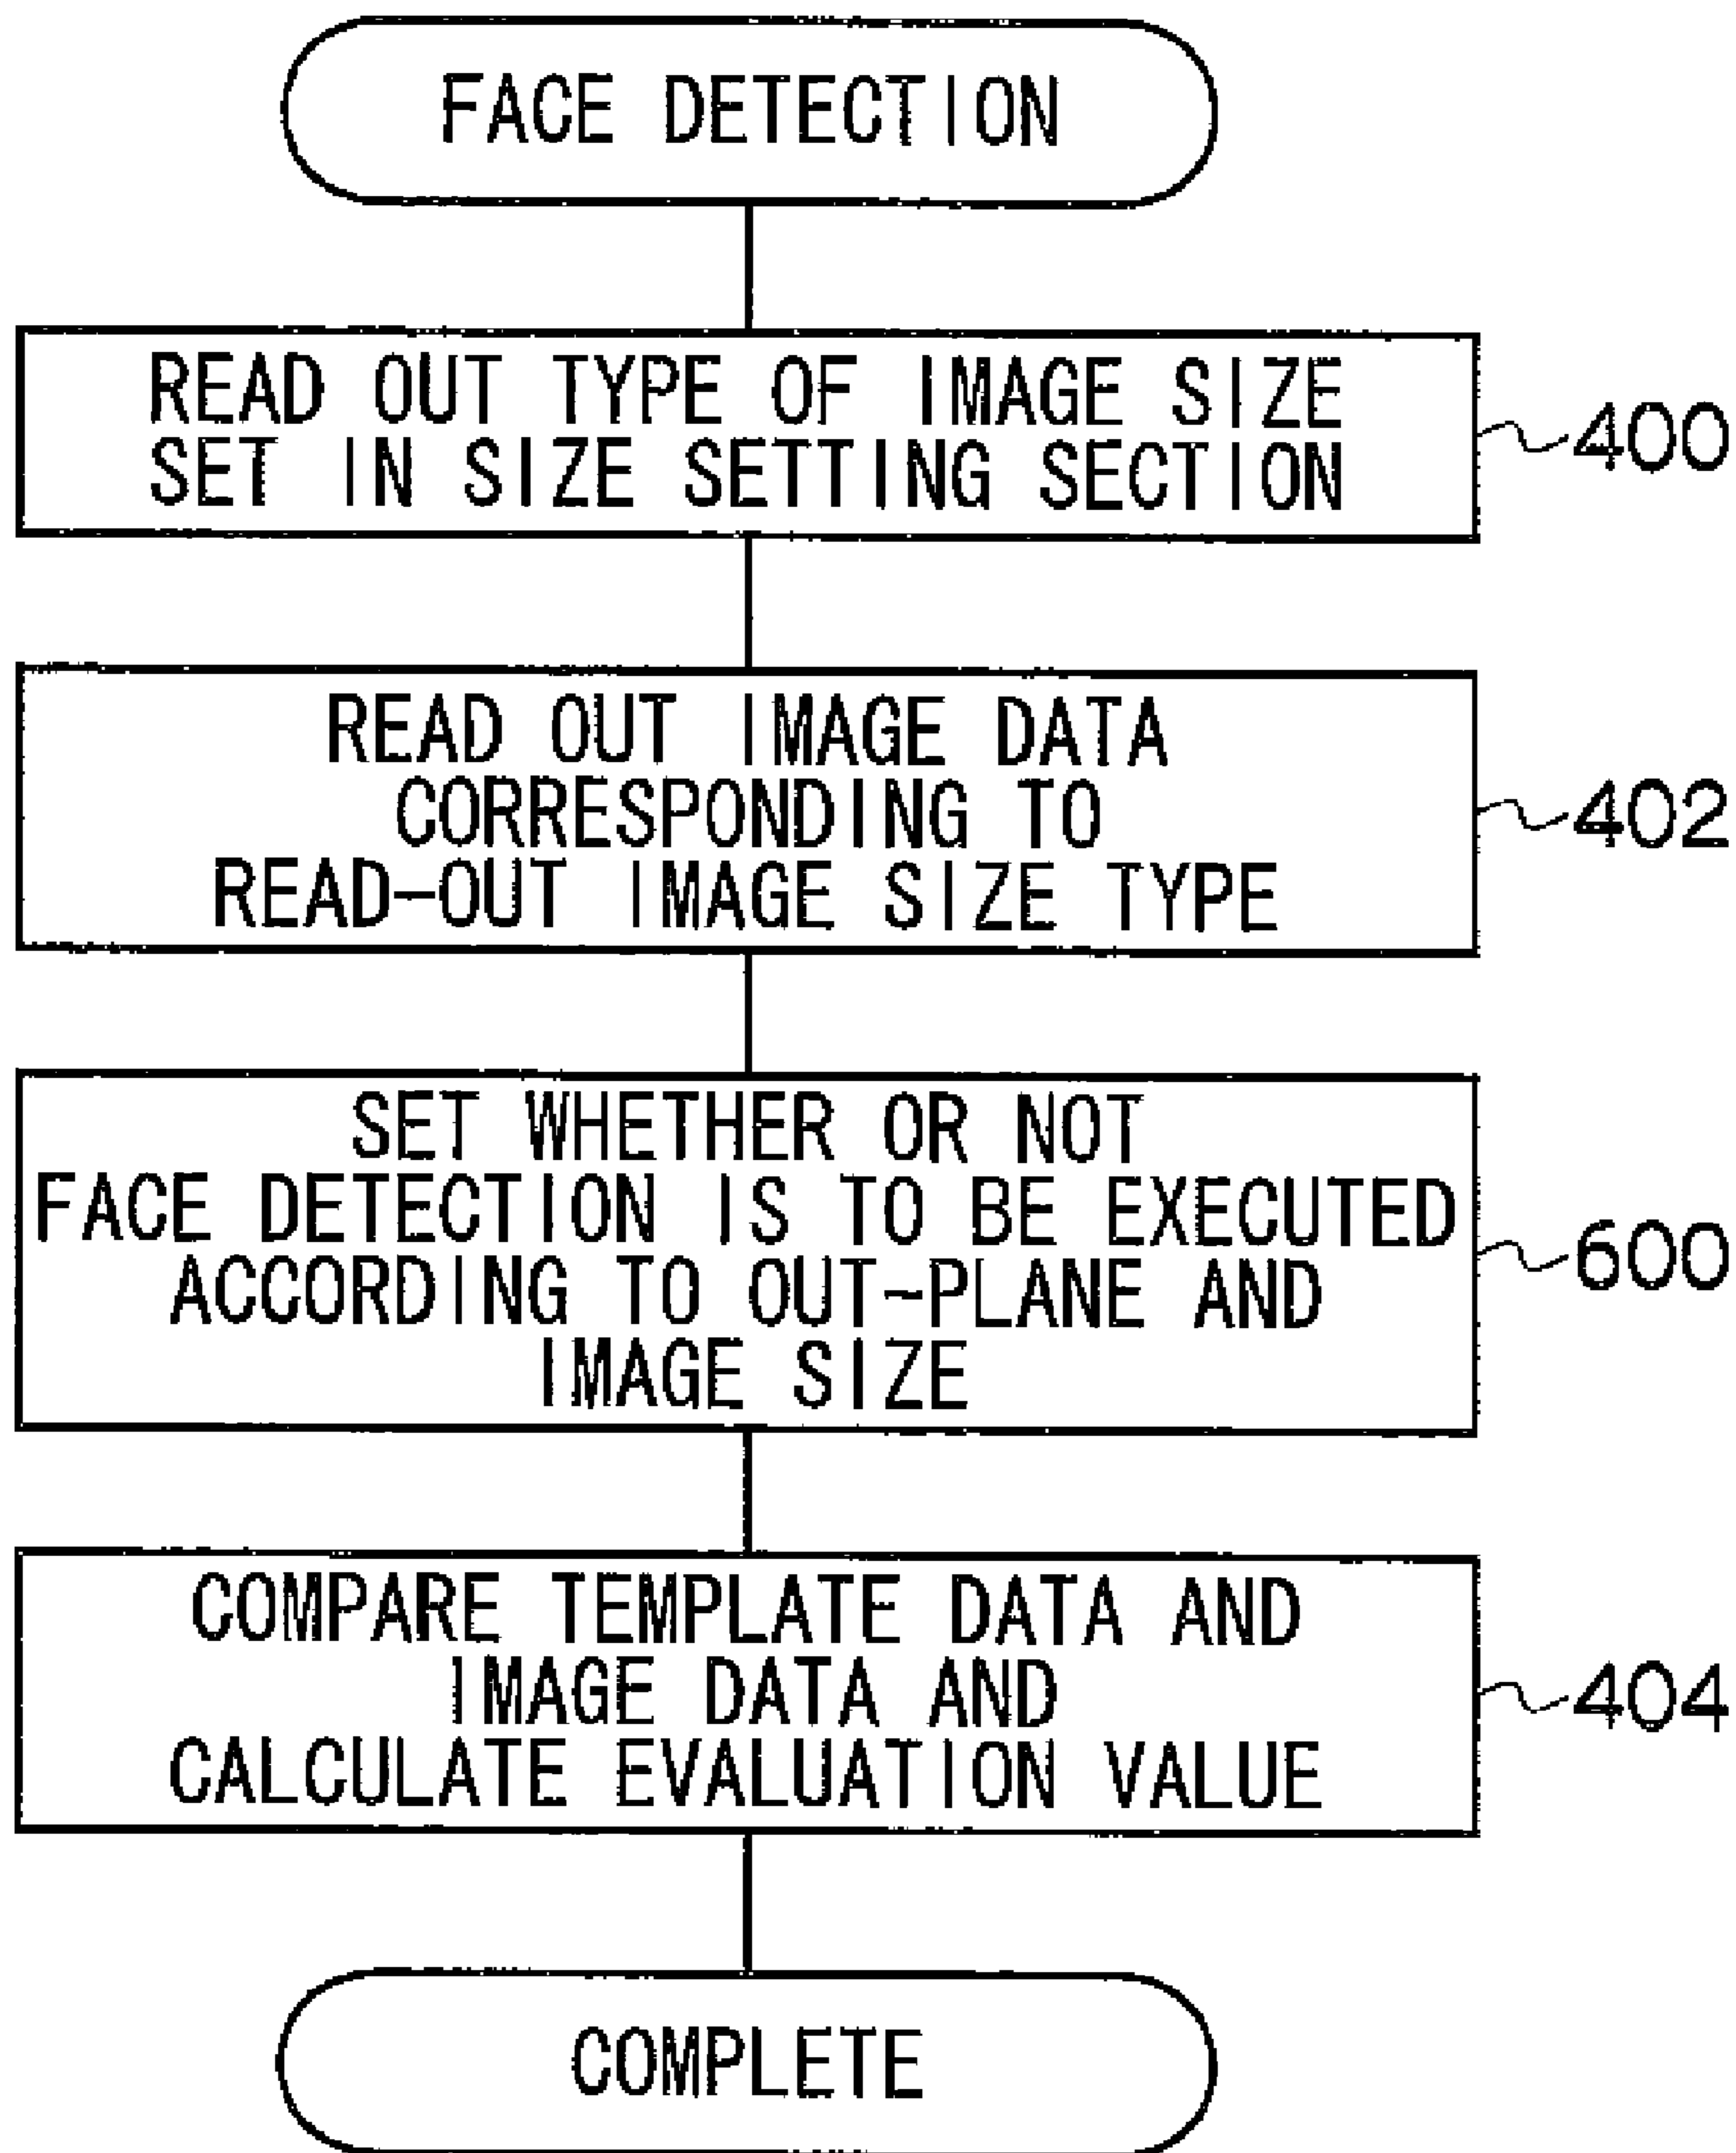 FACE DETECTION
READ OUT TYPE OF IMAGE SIZE
SET IN SIZE SETTING SECTION
400
READ OUT IMAGE DATA
CORRESPONDING TO
READ-OUT IMAGE SIZE TYPE
402
SET WHETHER OR NOT
FACE DETECTION IS TO BE EXECUTED
ACCORDING TO OUT-PLANE AND
IMAGE SIZE
600
COMPARE TEMPLATE DATA AND
IMAGE DATA AND
CALCULATE EVALUATION VALUE
404
COMPLETE